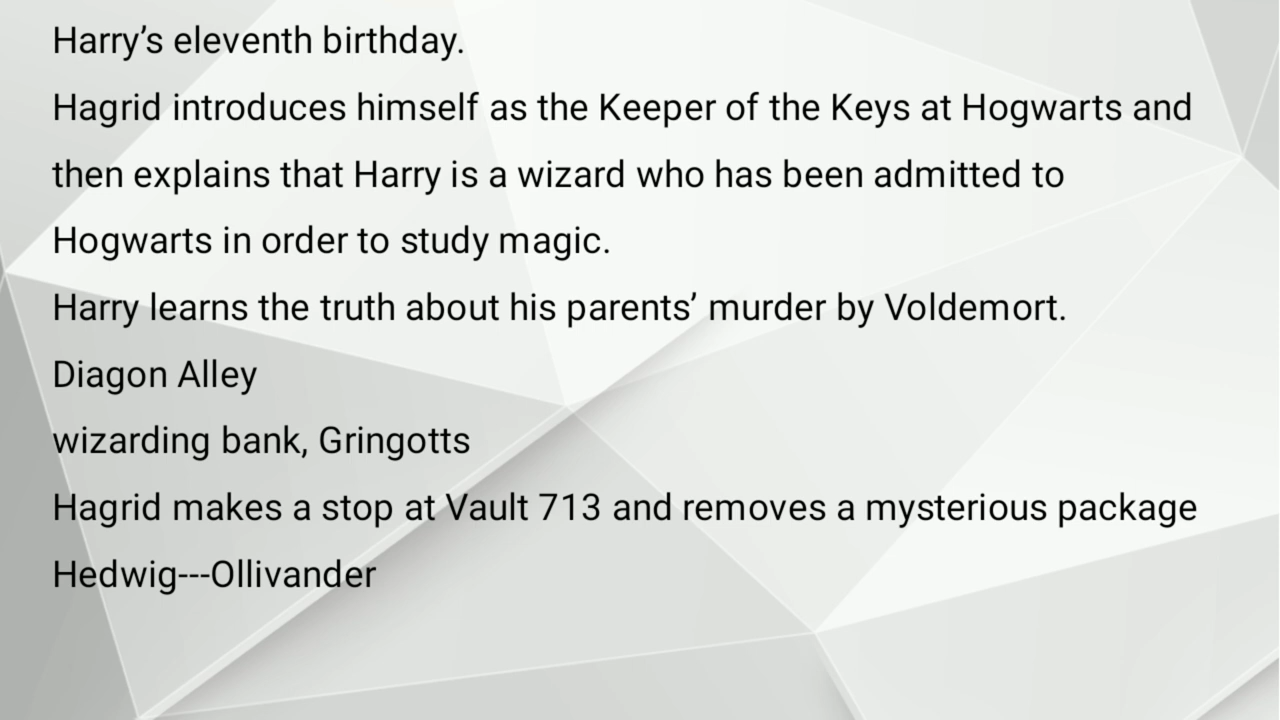 Harry’s eleventh birthday.
Hagrid introduces himself as the Keeper of the Keys at Hogwarts and
then explains that Harry is a wizard who has been admitted to
Hogwarts in order to study magic.
Harry learns the truth about his parents’ murder by Voldemort.
Diagon Alley
wizarding bank, Gringotts
Hagrid makes a stop at Vault 713 and removes a mysterious package
Hedwig---Ollivander